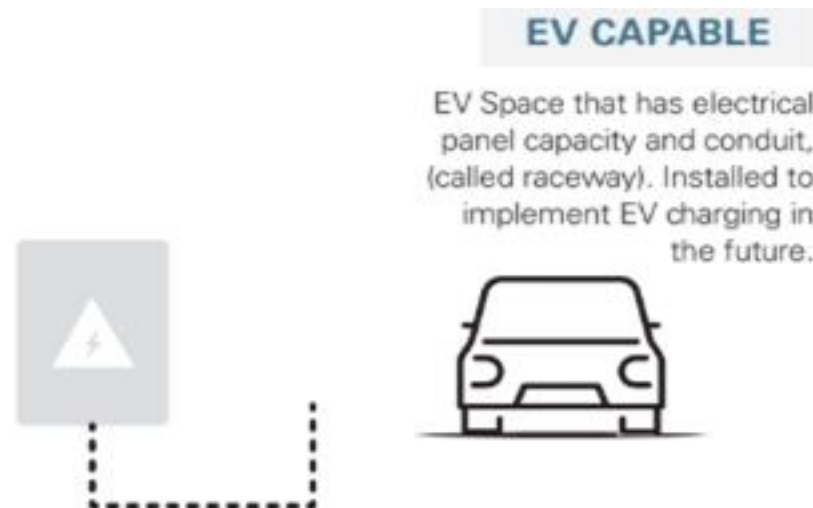 EV CAPABLE
EV Space that has electrical
panel capacity and conduit,
(called raceway). Installed to
implement EV charging in
the future.